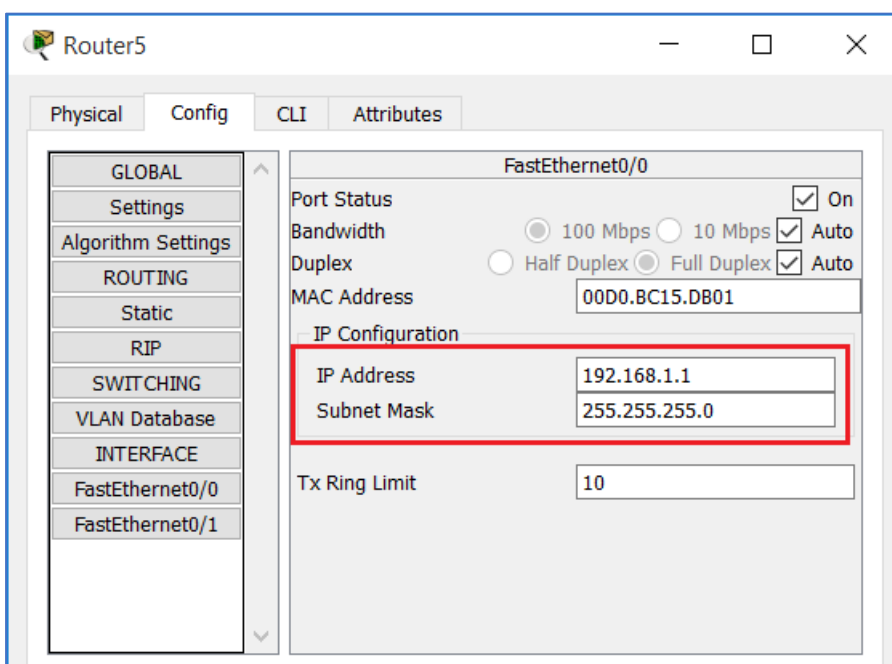 Router5
Physical Config CLI Attributes
GLOBAL
Settings
Algorithm Settings
ROUTING
Static
RIP
SWITCHING
VLAN Database
INTERFACE
FastEthernet0/0
FastEthernet0/1
FastEthernet0/0
Port Status On
Bandwidth 100 Mbps 10 Mbps Auto
Duplex Half Duplex Full Duplex Auto
MAC Address 00D0.BC15.DB01
IP Configuration
IP Address 192.168.1.1
Subnet Mask 255.255.255.0
Tx Ring Limit 10